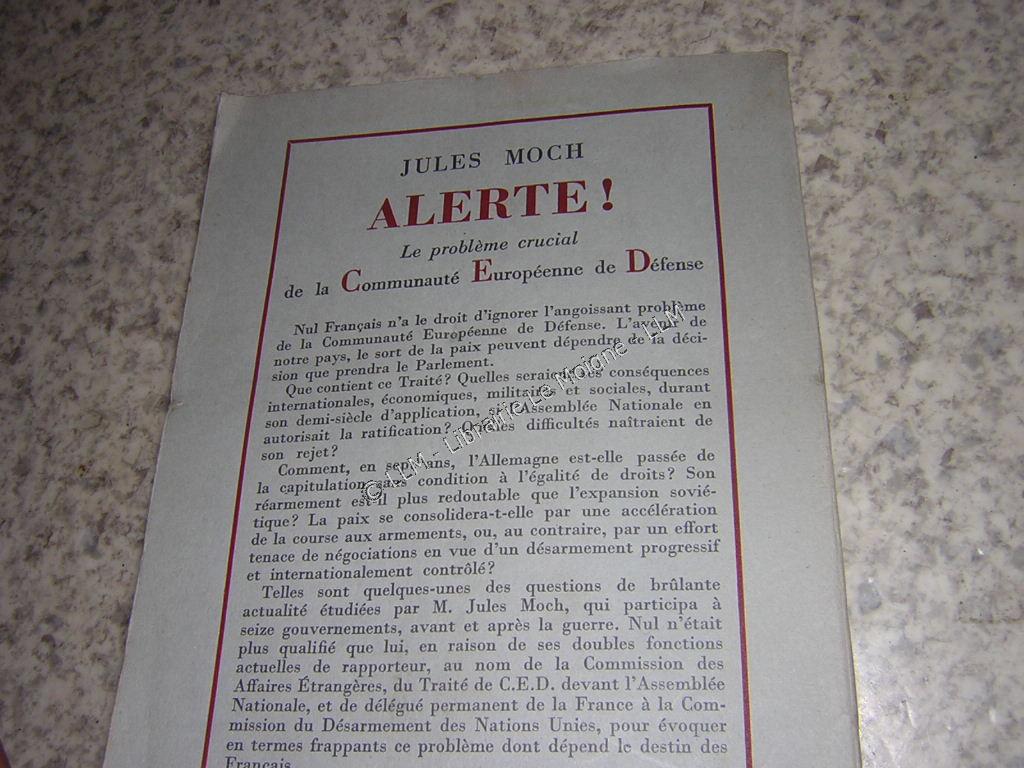 JULES MOCH
ALERTE !
Le problème crucial
de la Communauté Européenne de Défense
Nul Français n'a le droit d'ignorer l'angoissant problème
de la Communauté Européenne de Défense. L'avenir de
notre pays, le sort de la paix peuvent dépendre de la déci-
sion que prendra le Parlement.
Que contient ce Traité? Quelles seraient ses conséquences
internationales, économiques, militaires et sociales, durant
son demi-siècle d'application, si l'Assemblée Nationale en
autorisait la ratification? Quelles difficultés naîtraient de
son rejet?
Comment, en sept ans, l'Allemagne est-elle passée de
la capitulation sans condition à l'égalité de droits? Son
réarmement est-il plus redoutable que l'expansion sovié-
tique? La paix se consolidera-t-elle par une accélération
de la course aux armements, ou, au contraire, par un effort
tenace de négociations en vue d'un désarmement progressif
et internationalement contrôlé?
Telles sont quelques-unes des questions de brûlante
actualité étudiées par M. Jules Moch, qui participa à
seize gouvernements, avant et après la guerre. Nul n'était
plus qualifié que lui, en raison de ses doubles fonctions
actuelles de rapporteur, au nom de la Commission des
Affaires Étrangères, du Traité de C.E.D. devant l'Assemblée
Nationale, et de délégué permanent de la France à la Com-
mission du Désarmement des Nations Unies, pour évoquer
en termes frappants ce problème dont dépend le destin des
Français.
© LLM - Librairie Le Moigne - LLM